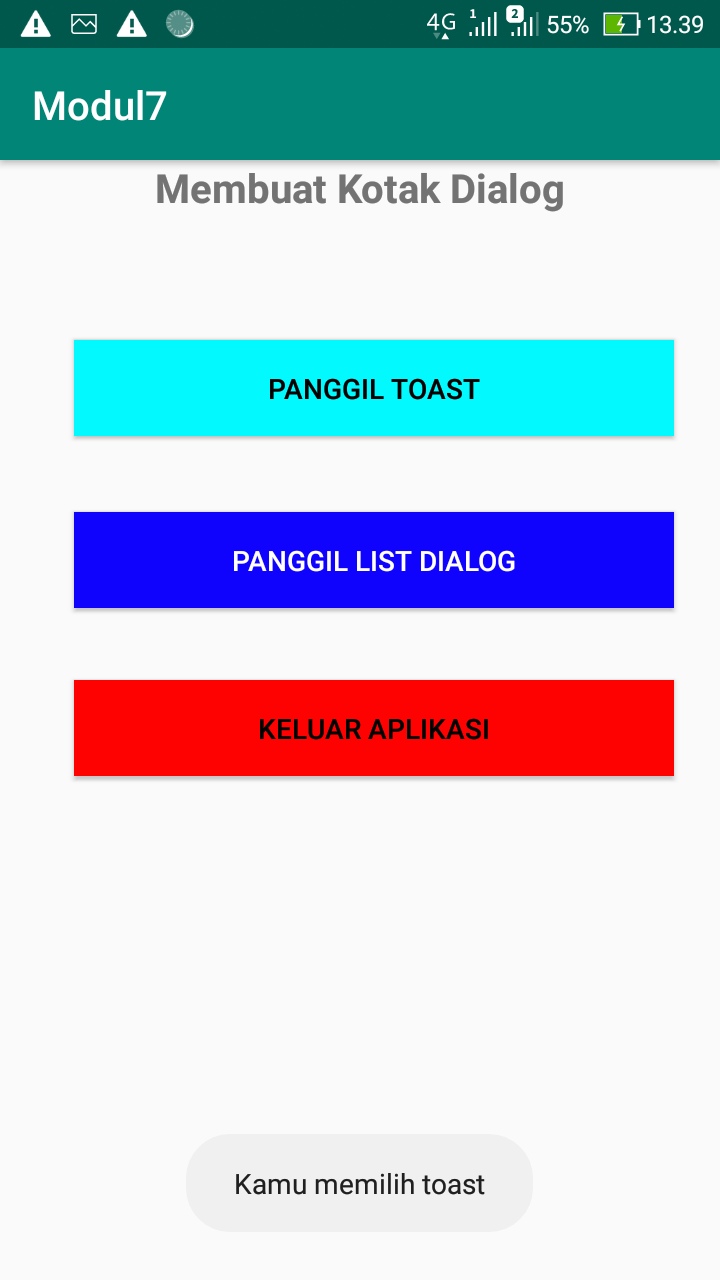 4G 1 2 55% 13.39
Modul7
Membuat Kotak Dialog
PANGGIL TOAST
PANGGIL LIST DIALOG
KELUAR APLIKASI
Kamu memilih toast